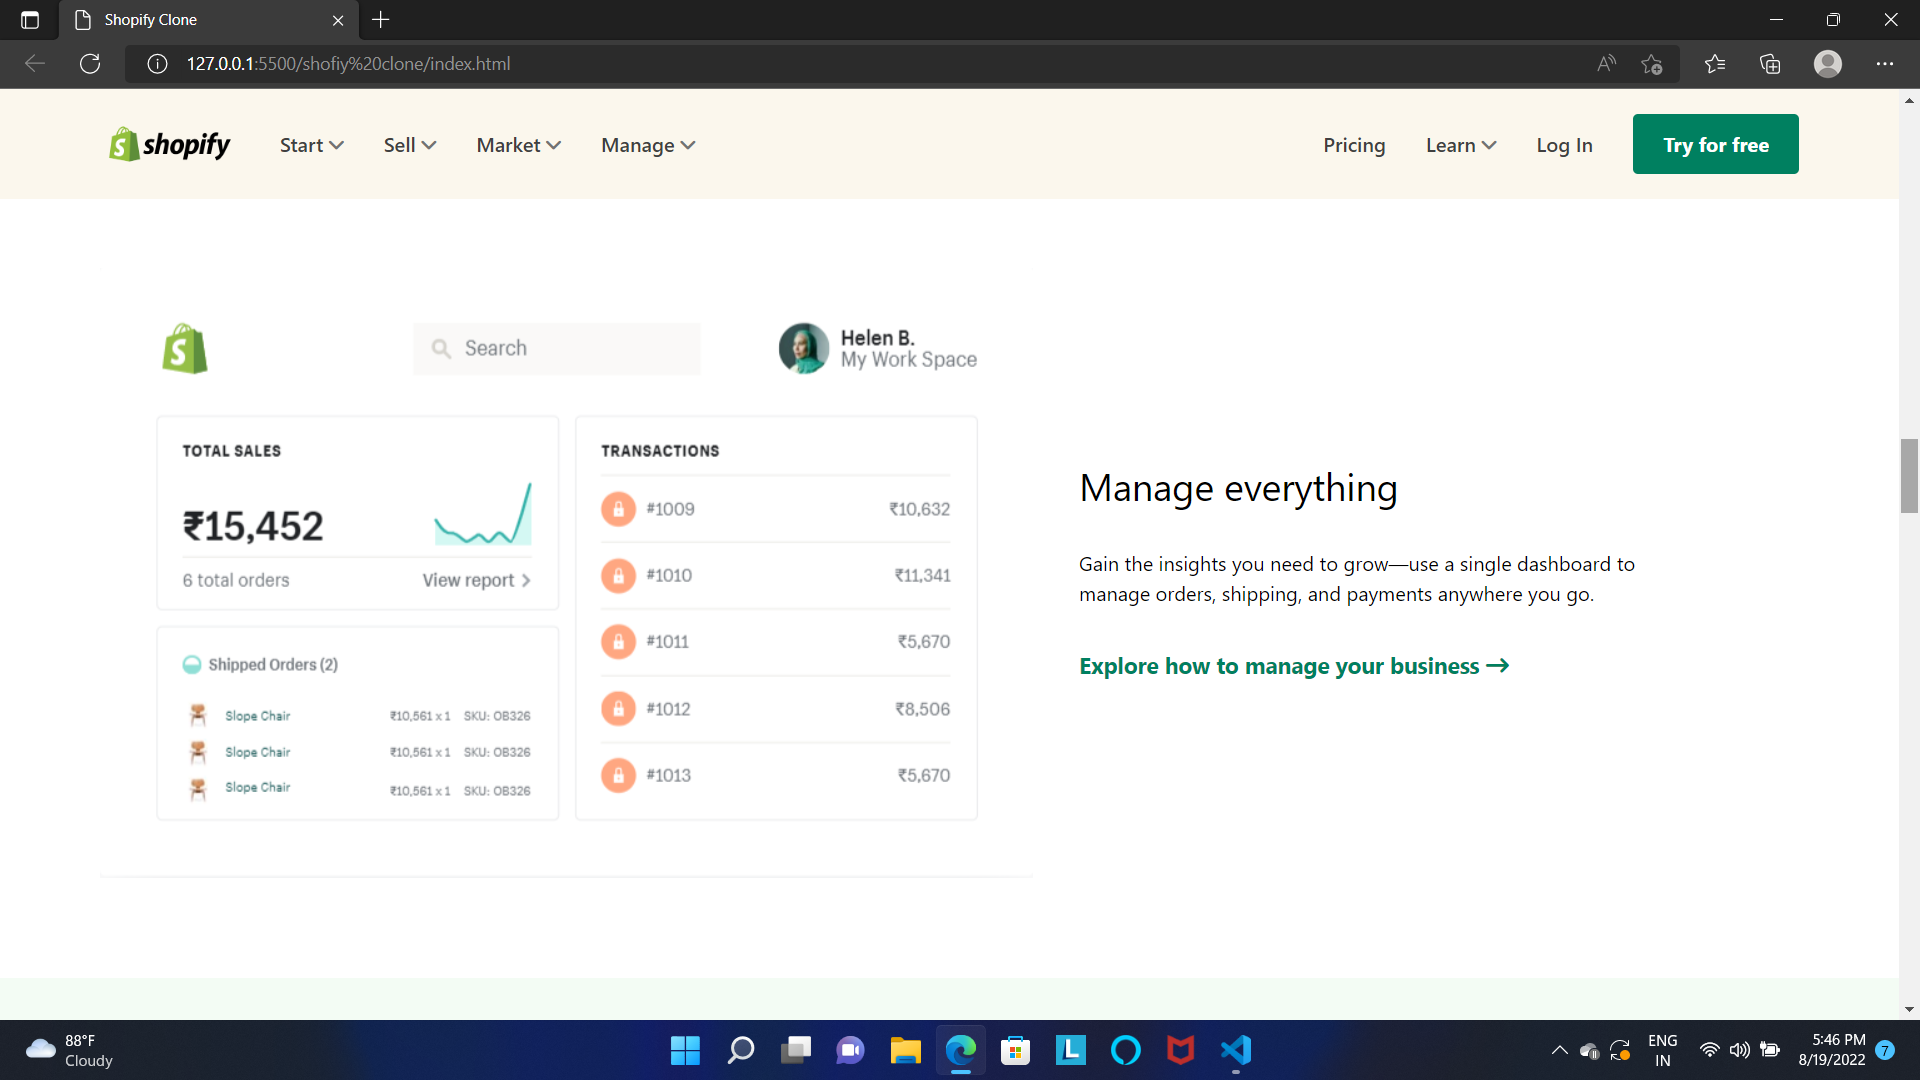 Shopify Clone
127.0.0.1:5500/shofiy%20clone/index.html
shopify
Start
Sell
Market
Manage
Pricing
Learn
Log In
Try for free
Search
Helen B.
My Work Space
TOTAL SALES
₹15,452
6 total orders
View report >
Shipped Orders (2)
Slope Chair ₹10,561 x 1 SKU: OB326
Slope Chair ₹10,561 x 1 SKU: OB326
Slope Chair ₹10,561 x 1 SKU: OB326
TRANSACTIONS
#1009 ₹10,632
#1010 ₹11,341
#1011 ₹5,670
#1012 ₹8,506
#1013 ₹5,670
Manage everything
Gain the insights you need to grow—use a single dashboard to
manage orders, shipping, and payments anywhere you go.
Explore how to manage your business →
88°F
Cloudy
ENG
IN
5:46 PM
8/19/2022
7